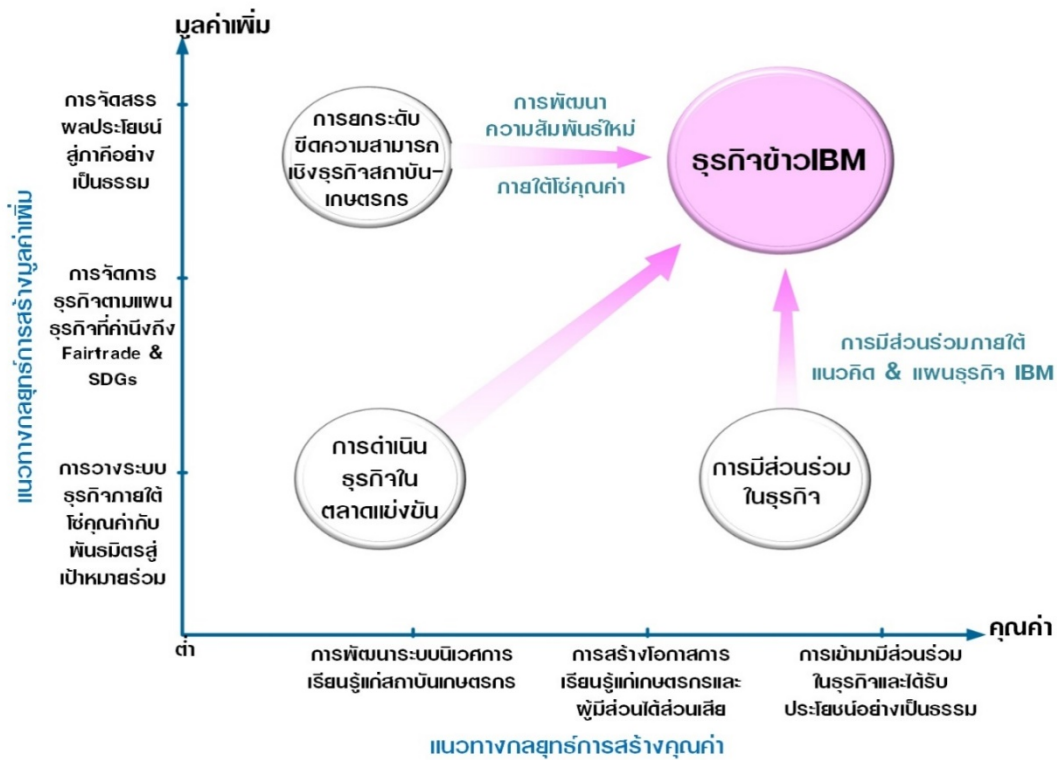 มูลค่าเพิ่ม
การจัดสรร
ผลประโยชน์
สู่ภาคีอย่าง
เป็นธรรม
การจัดการ
ธุรกิจตามแผน
ธุรกิจที่คำนึงถึง
Fairtrade &
SDGs
การวางระบบ
ธุรกิจภายใต้
โซ่คุณค่ากับ
พันธมิตรสู่
เป้าหมายร่วม
แนวทางกลยุทธ์การสร้างมูลค่าเพิ่ม
การยกระดับ
ขีดความสามารถ
เชิงธุรกิจสถาบัน-
เกษตรกร
การพัฒนา
ความสัมพันธ์ใหม่
ภายใต้โซ่คุณค่า
ธุรกิจข้าวIBM
การมีส่วนร่วมภายใต้
แนวคิด & แผนธุรกิจ IBM
การดำเนิน
ธุรกิจใน
ตลาดแข่งขัน
การมีส่วนร่วม
ในธุรกิจ
คุณค่า
ต่ำ
การพัฒนาระบบนิเวศการ
เรียนรู้แก่สถาบันเกษตรกร
การสร้างโอกาสการ
เรียนรู้แก่เกษตรกรและ
ผู้มีส่วนได้ส่วนเสีย
การเข้ามามีส่วนร่วม
ในธุรกิจและได้รับ
ประโยชน์อย่างเป็นธรรม
แนวทางกลยุทธ์การสร้างคุณค่า